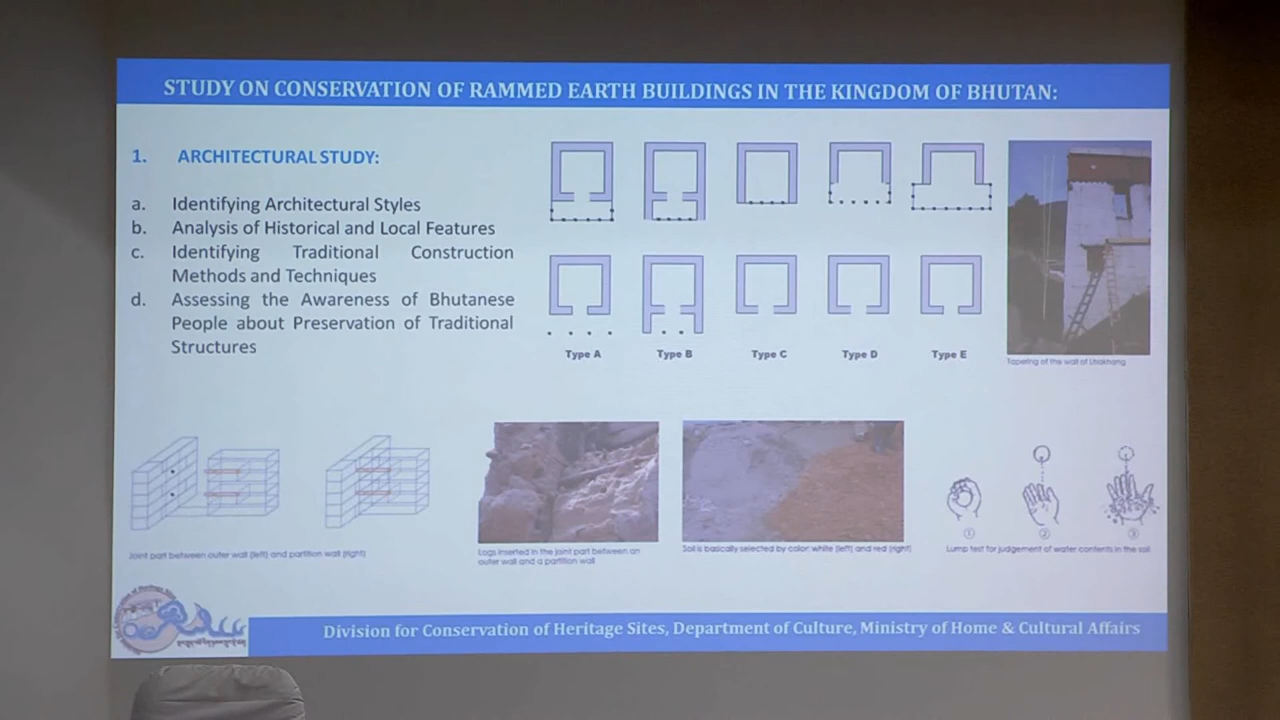 STUDY ON CONSERVATION OF RAMMED EARTH BUILDINGS IN THE KINGDOM OF BHUTAN:
1. ARCHITECTURAL STUDY:
a. Identifying Architectural Styles
b. Analysis of Historical and Local Features
c. Identifying Traditional Construction
Methods and Techniques
d. Assessing the Awareness of Bhutanese
People about Preservation of Traditional
Structures
Type A Type B Type C Type D Type E
Tapering of the wall of Lhakhang
Joint part between outer wall (left) and partition wall (right)
Logs inserted in the joint part between an
outer wall and a partition wall
Soil is basically selected by color: white (left) and red (right)
① ② ③
Lump test for judgement of water contents in the soil
Division for Conservation of Heritage Sites, Department of Culture, Ministry of Home & Cultural Affairs